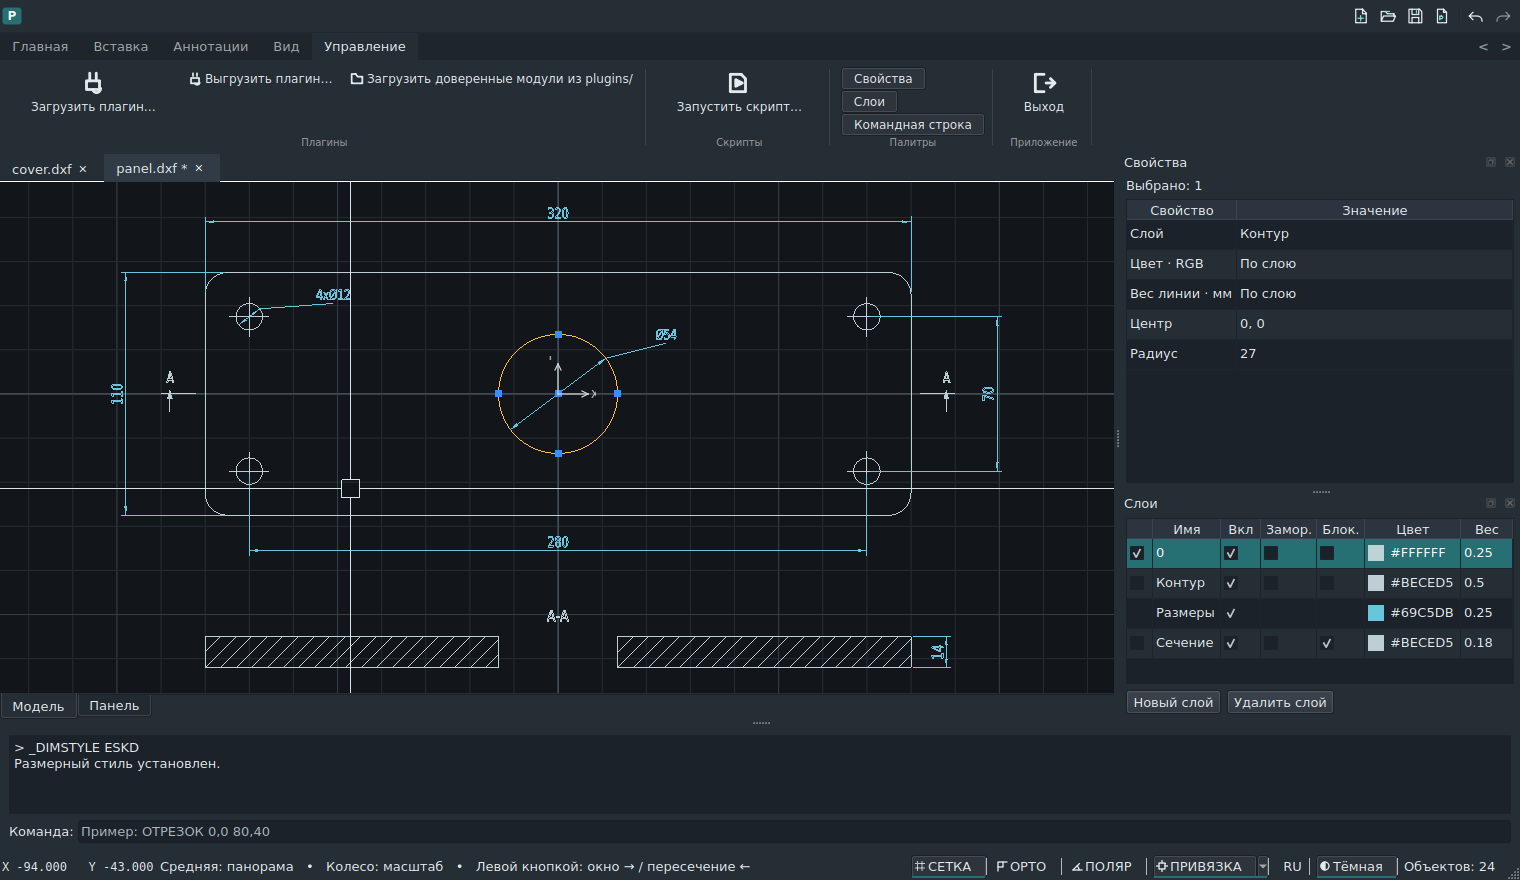 P
Главная Вставка Аннотации Вид Управление < >
Загрузить плагин...
Выгрузить плагин...
Загрузить доверенные модули из plugins/
Плагины
Запустить скрипт...
Скрипты
Свойства
Слои
Командная строка
Палитры
Выход
Приложение
cover.dxf × panel.dxf * ×
320
4xØ12
Ø54
110
A
A
70
X
280
A-A
14
Свойства
Выбрано: 1
Свойство Значение
Слой Контур
Цвет · RGB По слою
Вес линии · мм По слою
Центр 0, 0
Радиус 27
Слои
Имя Вкл Замор. Блок. Цвет Вес
✓ 0 ✓ #FFFFFF 0.25
Контур ✓ #BECED5 0.5
Размеры ✓ #69C5DB 0.25
Сечение ✓ ✓ #BECED5 0.18
Новый слой Удалить слой
Модель Панель
> _DIMSTYLE ESKD
Размерный стиль установлен.
Команда: Пример: ОТРЕЗОК 0,0 80,40
X -94.000 Y -43.000 Средняя: панорама • Колесо: масштаб • Левой кнопкой: окно → / пересечение ← СЕТКА ОРТО ПОЛЯР ПРИВЯЗКА RU Тёмная Объектов: 24